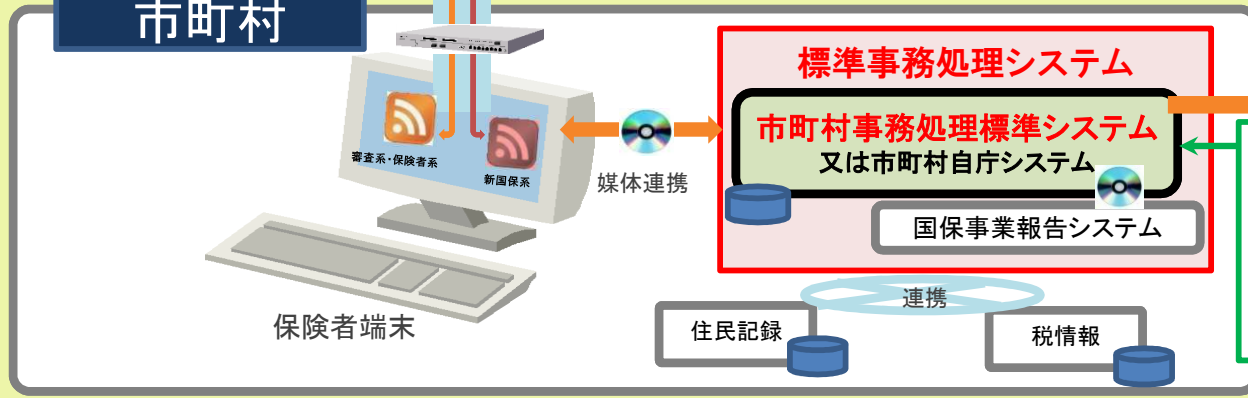 市町村
標準事務処理システム
市町村事務処理標準システム
又は市町村自庁システム
審査系・保険者系
新国保系
媒体連携
国保事業報告システム
連携
保険者端末
住民記録
税情報